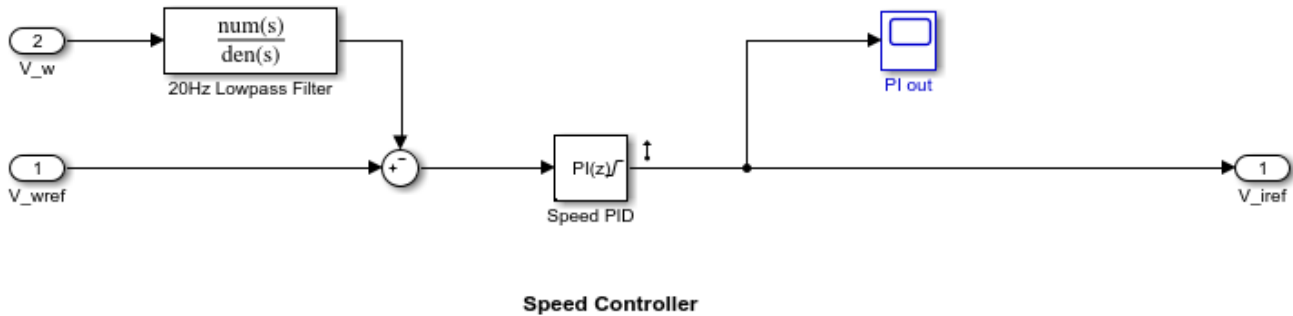 2
V_w
num(s)
den(s)
20Hz Lowpass Filter
PI out
1
V_wref
+
−
PI(z)
Speed PID
1
V_iref
Speed Controller